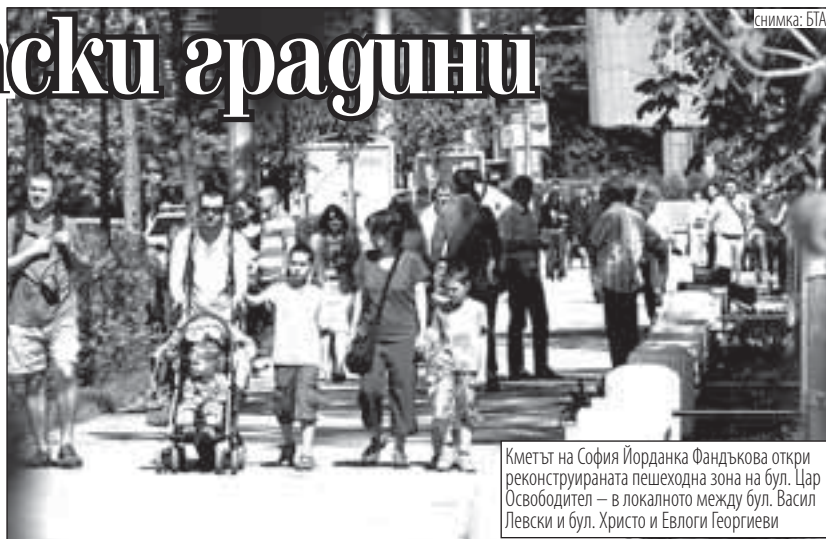 снимка: БТА
градини
Кметът на София Йорданка Фандъкова откри
реконструираната пешеходна зона на бул. Цар
Освободител – в локалното между бул. Васил
Левски и бул. Христо и Евлоги Георгиеви